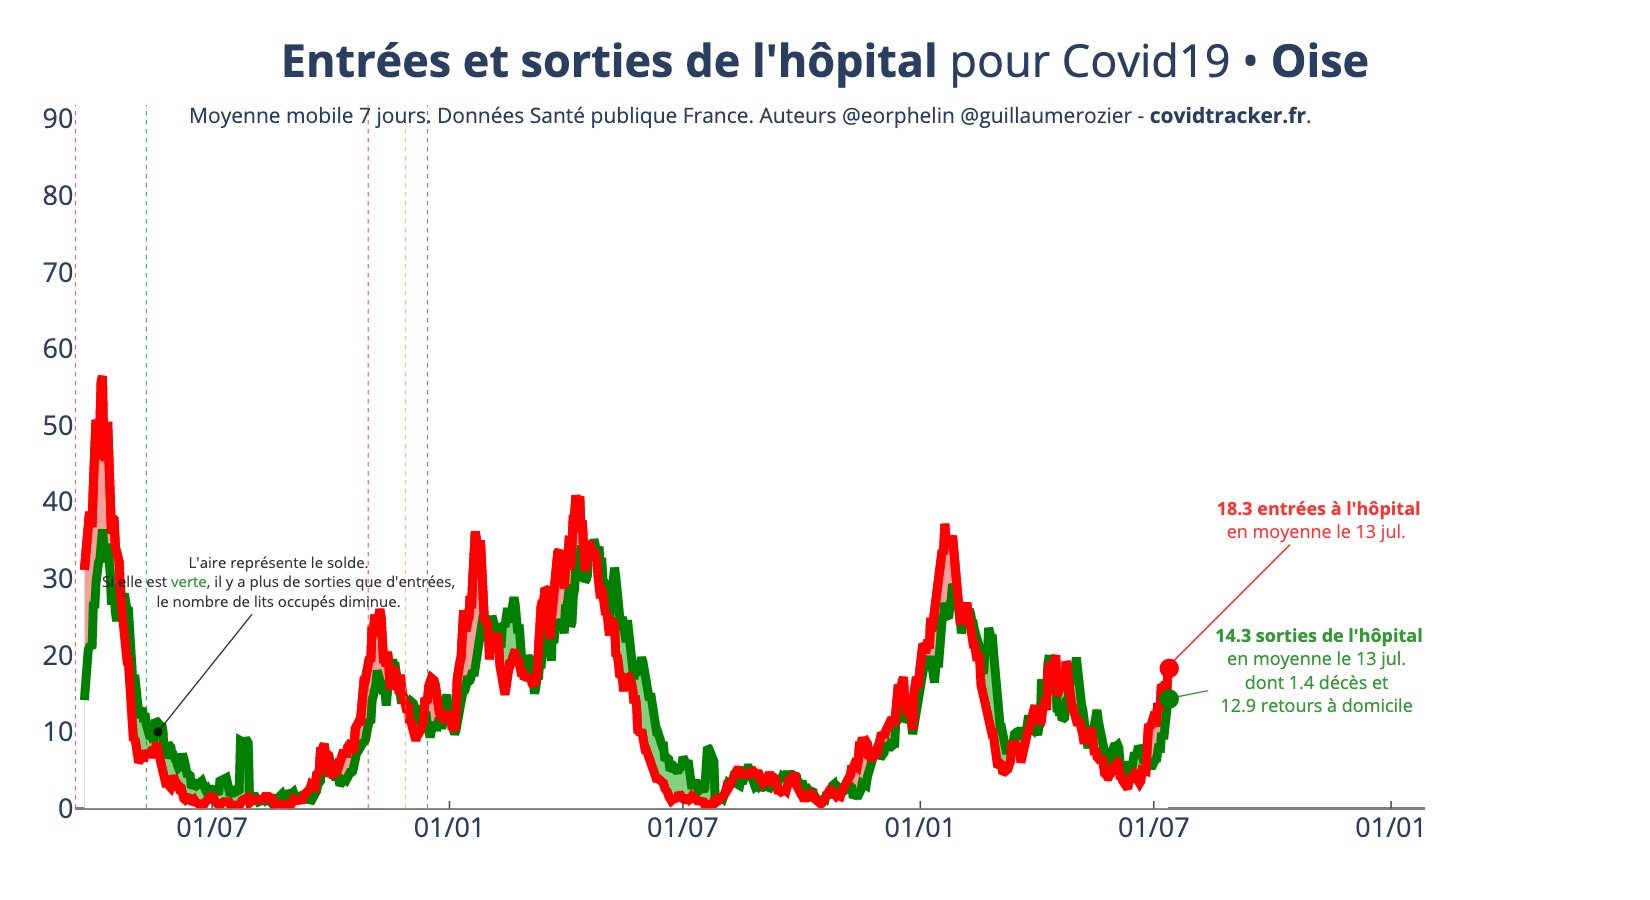 Entrées et sorties de l'hôpital pour Covid19 • Oise
Moyenne mobile 7 jours. Données Santé publique France. Auteurs @eorphelin @guillaumerozier - covidtracker.fr.
90
80
70
60
50
40
30
20
10
0
L'aire représente le solde.
Si elle est verte, il y a plus de sorties que d'entrées,
le nombre de lits occupés diminue.
18.3 entrées à l'hôpital
en moyenne le 13 jul.
14.3 sorties de l'hôpital
en moyenne le 13 jul.
dont 1.4 décès et
12.9 retours à domicile
01/07
01/01
01/07
01/01
01/07
01/01